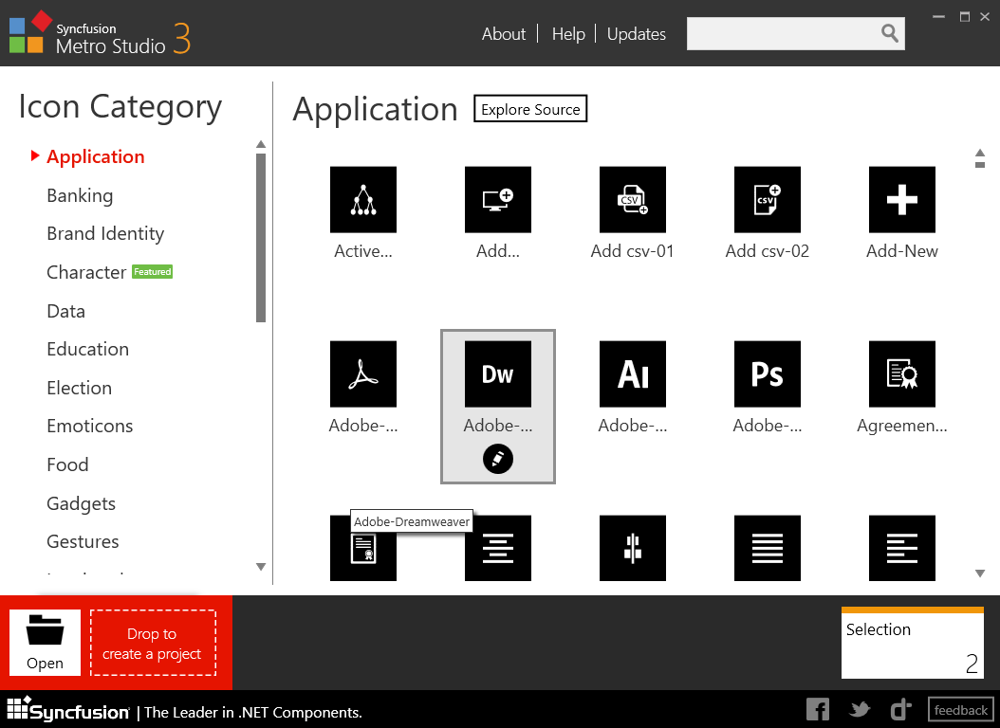 Syncfusion
Metro Studio 3
About
Help
Updates
Icon Category
Application
Banking
Brand Identity
Character Featured
Data
Education
Election
Emoticons
Food
Gadgets
Gestures
Application
Explore Source
CSV
CSV
Active...
Add...
Add csv-01
Add csv-02
Add-New
Dw
Ai
Ps
Adobe-...
Adobe-...
Adobe-...
Adobe-...
Agreemen...
Adobe-Dreamweaver
Open
Drop to
create a project
Selection
2
Syncfusion | The Leader in .NET Components.
feedback